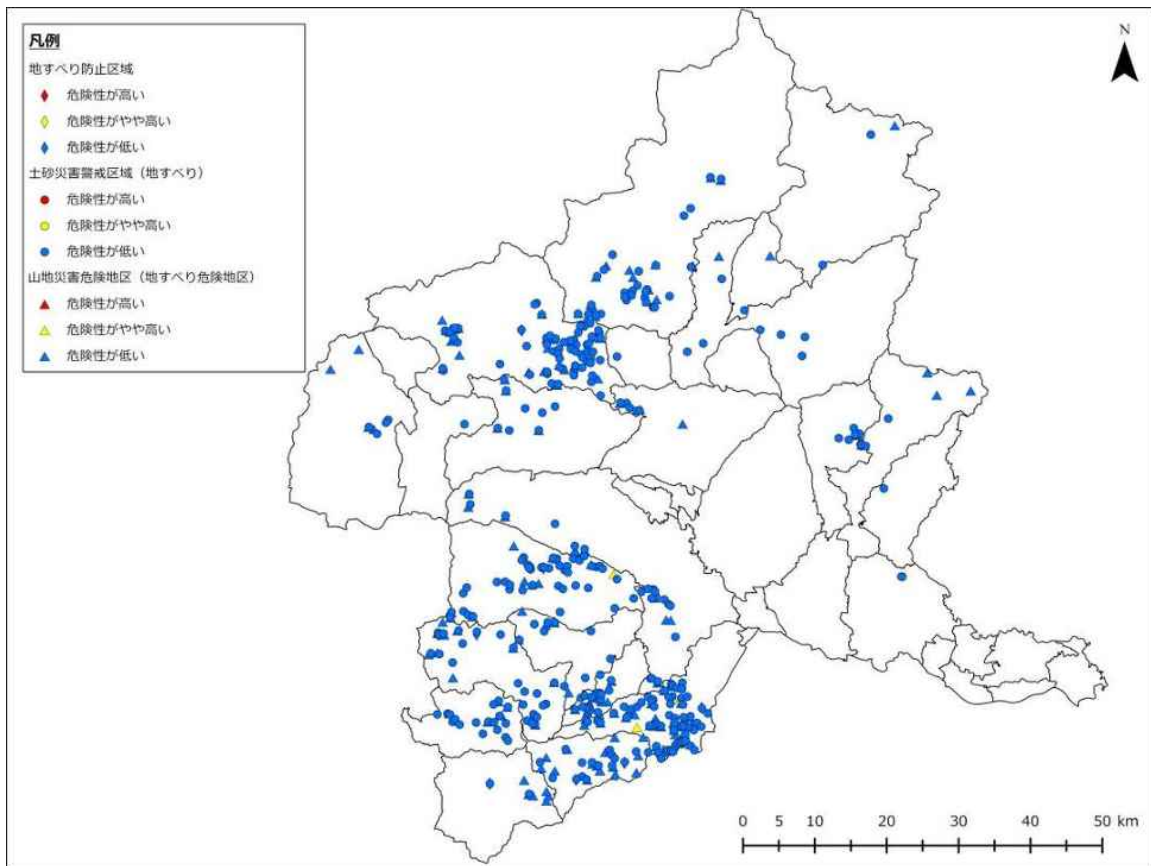 凡例
地すべり防止区域
危険性が高い
危険性がやや高い
危険性が低い
土砂災害警戒区域（地すべり）
危険性が高い
危険性がやや高い
危険性が低い
山地災害危険地区（地すべり危険地区）
危険性が高い
危険性がやや高い
危険性が低い
N
0 5 10 20 30 40 50 km